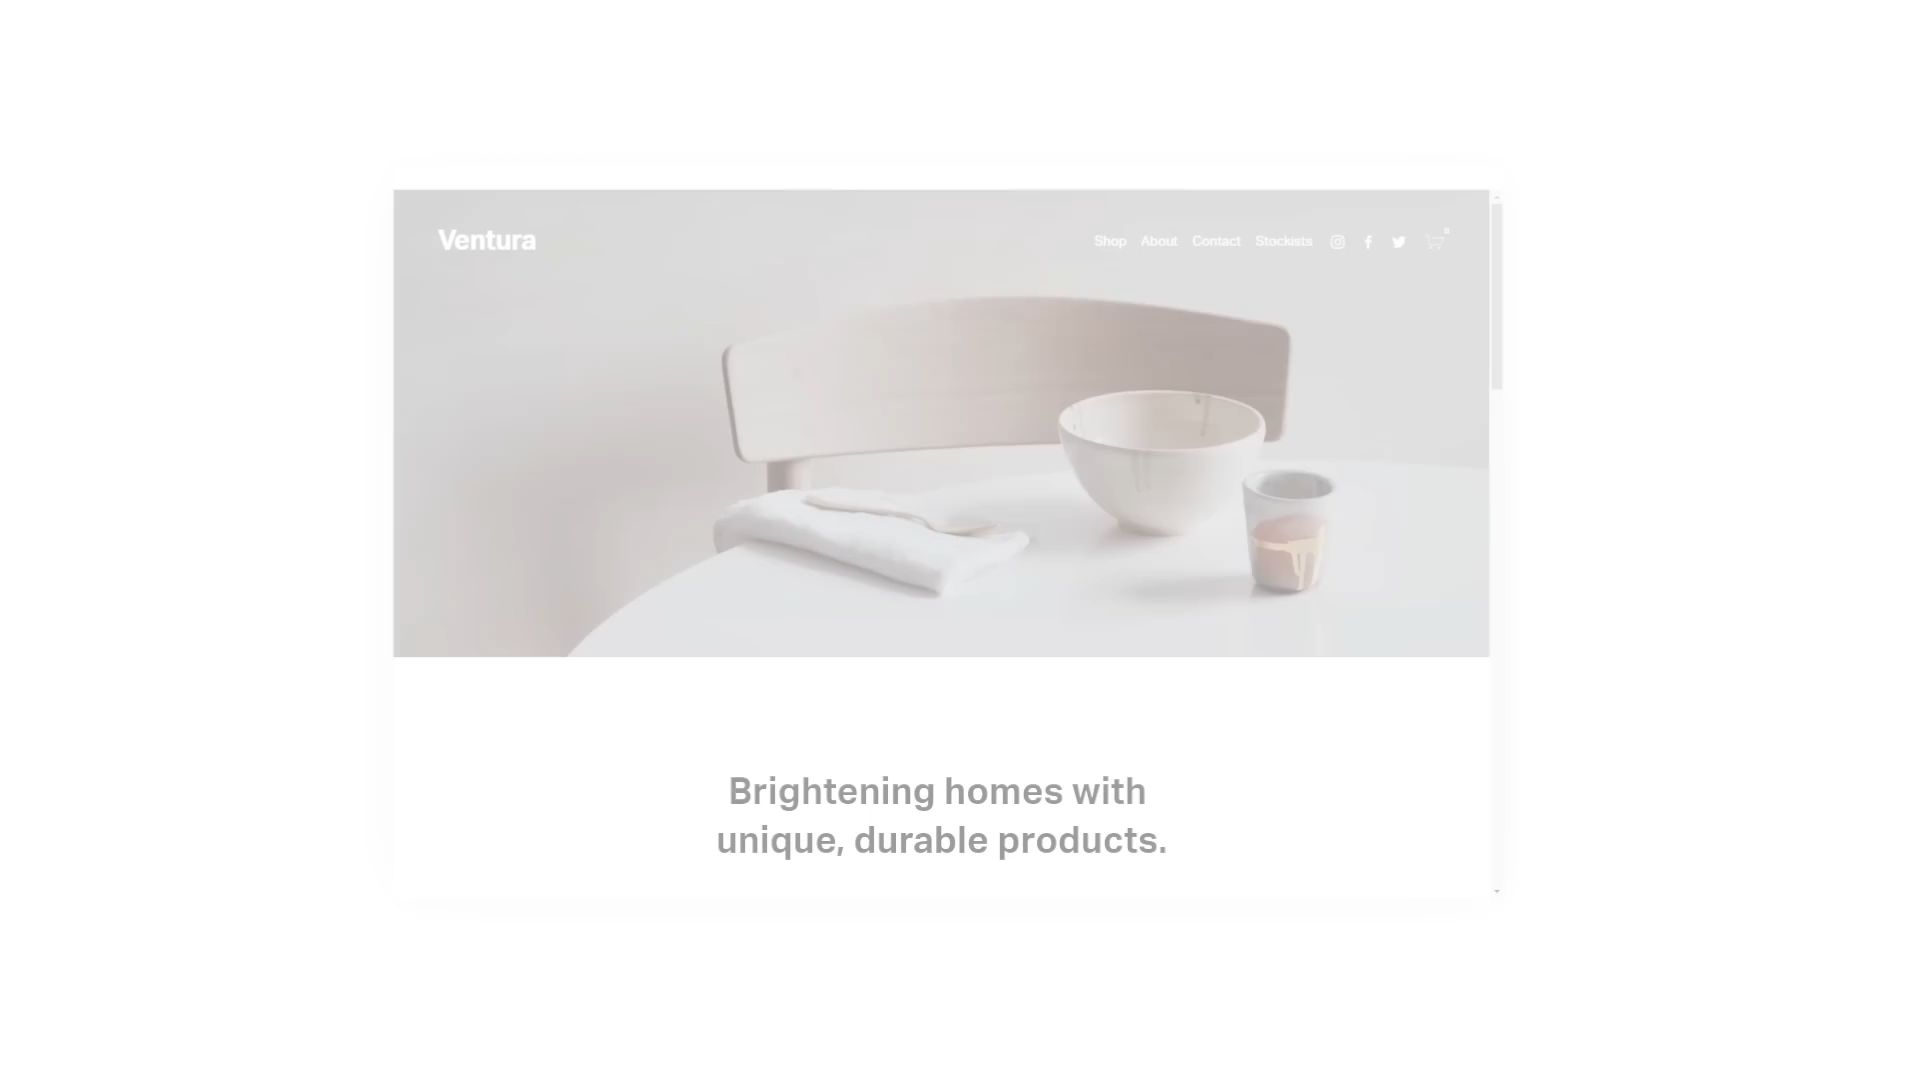 Ventura
Shop About Contact Stockists
Brightening homes with
unique, durable products.